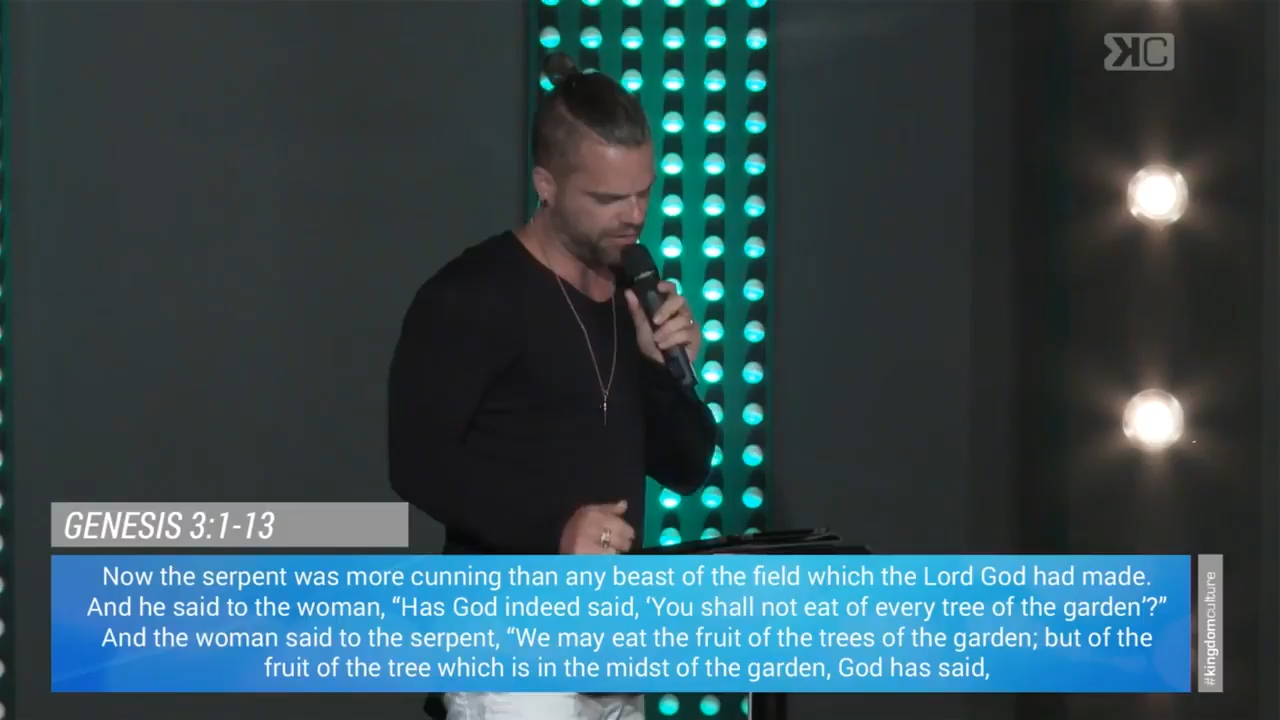 KC
GENESIS 3:1-13
Now the serpent was more cunning than any beast of the field which the Lord God had made.
And he said to the woman, “Has God indeed said, ‘You shall not eat of every tree of the garden’?”
And the woman said to the serpent, “We may eat the fruit of the trees of the garden; but of the
fruit of the tree which is in the midst of the garden, God has said,
#kingdomculture